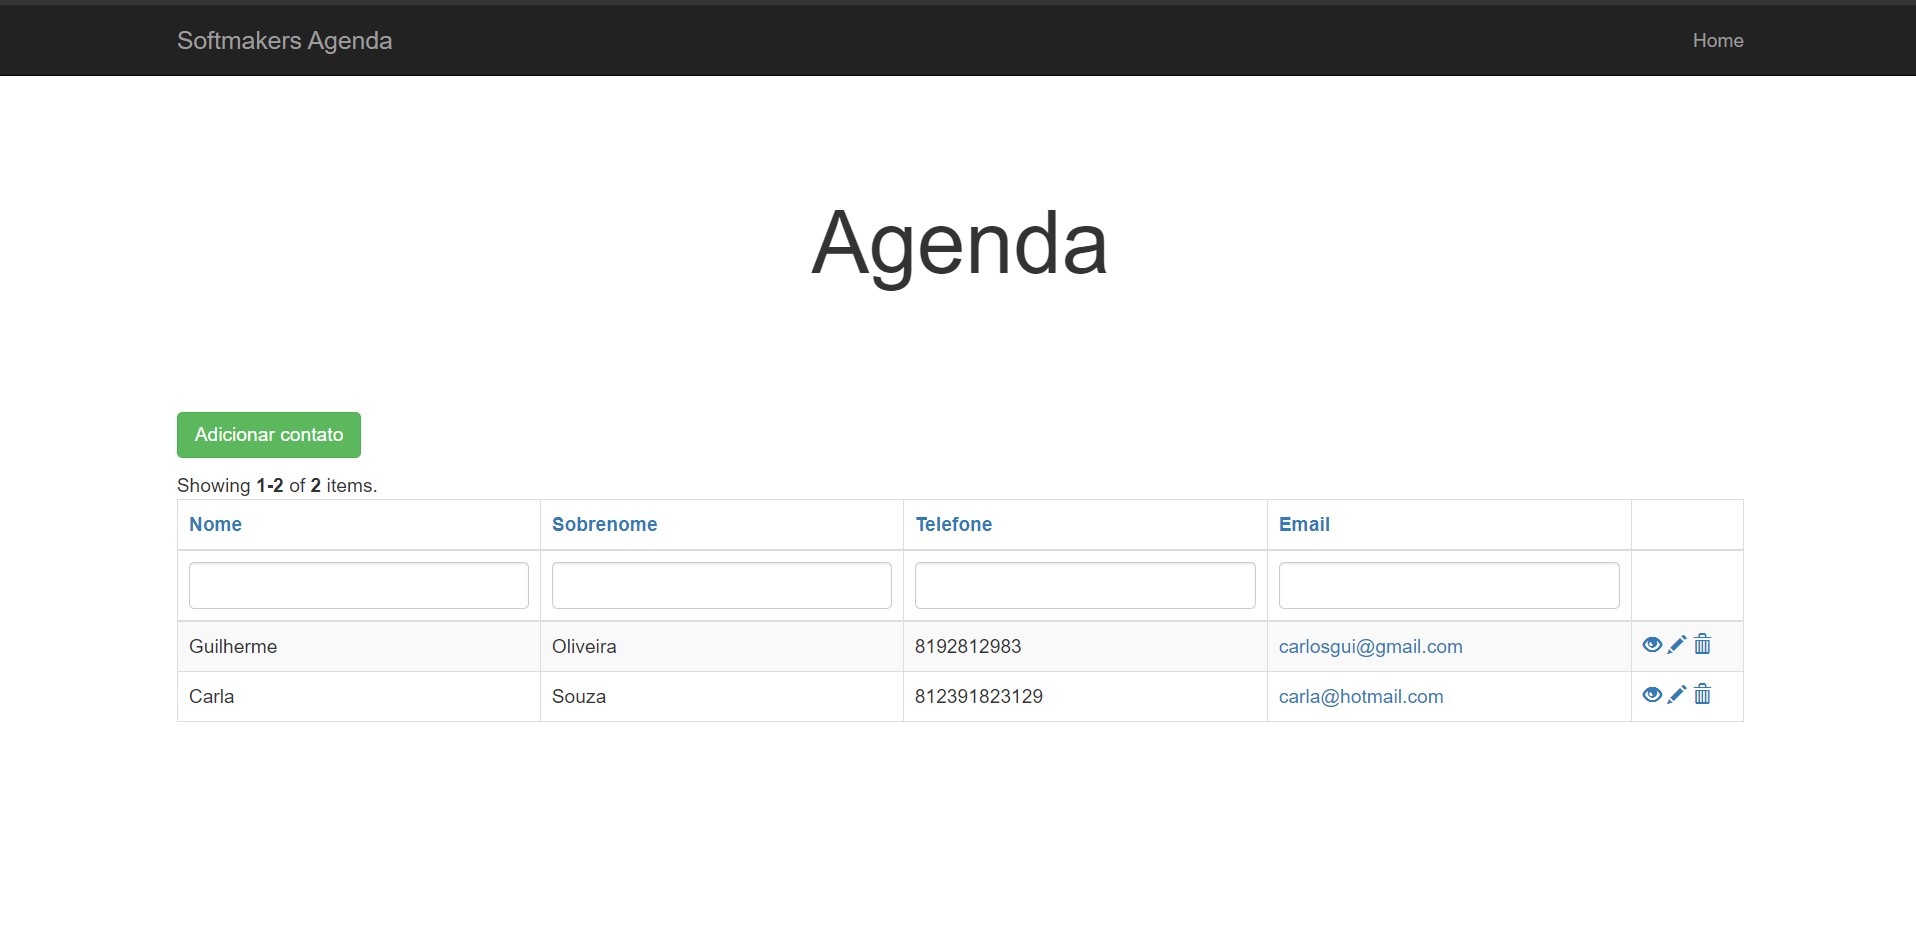 Softmakers Agenda Home
Agenda
Adicionar contato
Showing 1-2 of 2 items.
Nome Sobrenome Telefone Email
Guilherme Oliveira 8192812983 carlosgui@gmail.com
Carla Souza 812391823129 carla@hotmail.com